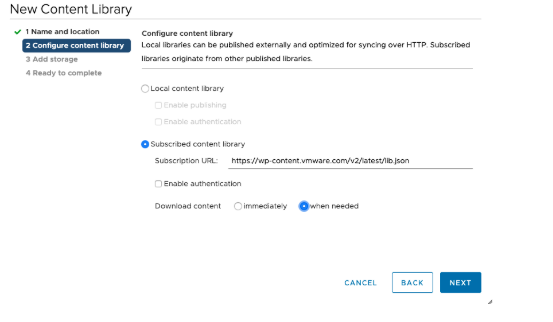 New Content Library
1 Name and location
2 Configure content library
3 Add storage
4 Ready to complete
Configure content library
Local libraries can be published externally and optimized for syncing over HTTP. Subscribed
libraries originate from other published libraries.
Local content library
Enable publishing
Enable authentication
Subscribed content library
Subscription URL: https://wp-content.vmware.com/v2/latest/lib.json
Enable authentication
Download content immediately when needed
CANCEL BACK NEXT